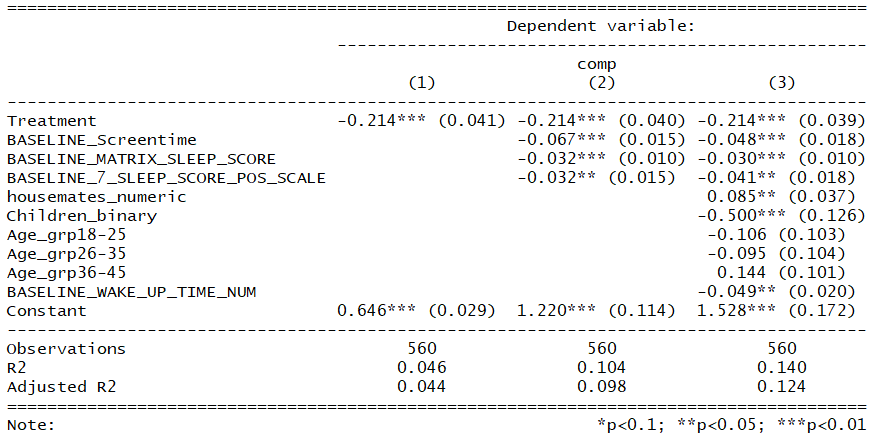 Dependent variable:
comp
(1) (2) (3)
Treatment -0.214*** (0.041) -0.214*** (0.040) -0.214*** (0.039)
BASELINE_Screentime -0.067*** (0.015) -0.048*** (0.018)
BASELINE_MATRIX_SLEEP_SCORE -0.032*** (0.010) -0.030*** (0.010)
BASELINE_7_SLEEP_SCORE_POS_SCALE -0.032** (0.015) -0.041** (0.018)
housemates_numeric 0.085** (0.037)
Children_binary -0.500*** (0.126)
Age_grp18-25 -0.106 (0.103)
Age_grp26-35 -0.095 (0.104)
Age_grp36-45 0.144 (0.101)
BASELINE_WAKE_UP_TIME_NUM -0.049** (0.020)
Constant 0.646*** (0.029) 1.220*** (0.114) 1.528*** (0.172)
Observations 560 560 560
R2 0.046 0.104 0.140
Adjusted R2 0.044 0.098 0.124
Note: *p<0.1; **p<0.05; ***p<0.01